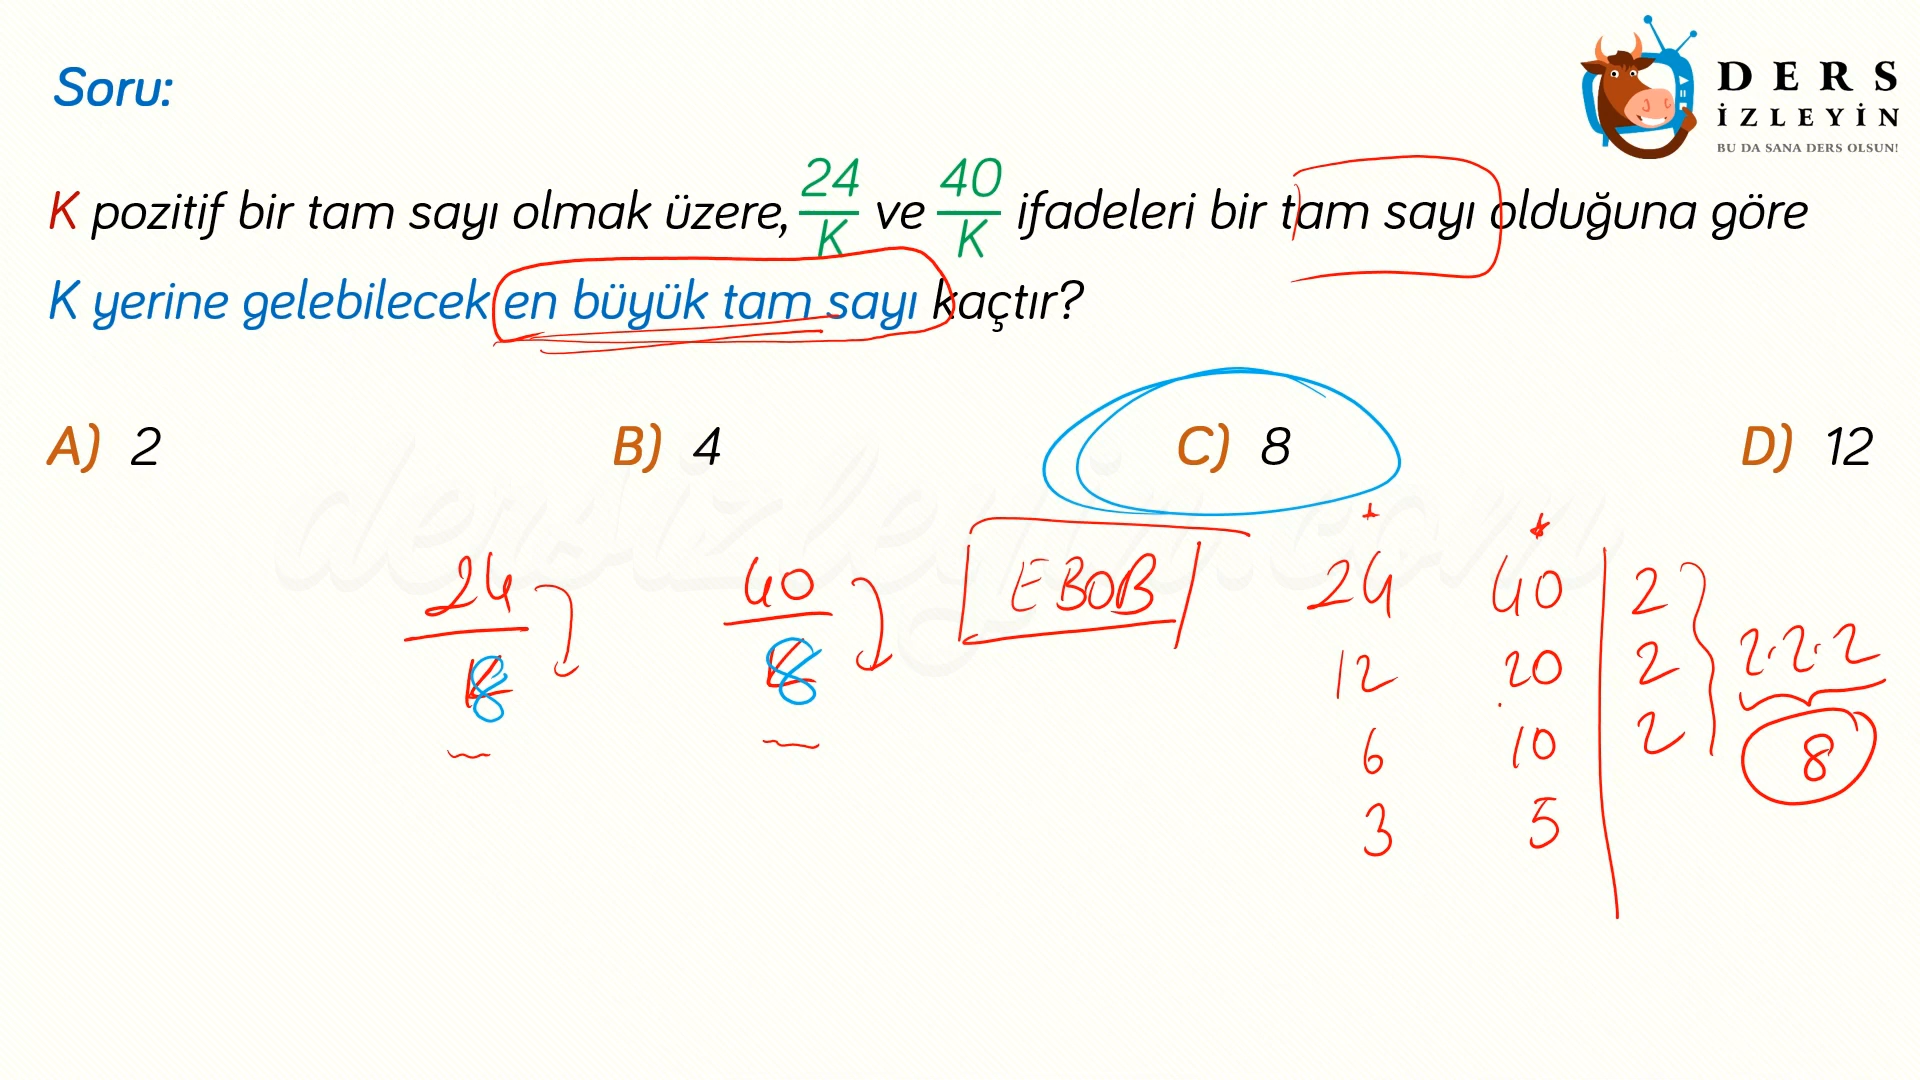 Soru:
DERS
İZLEYİN
BU DA SANA DERS OLSUN!
K pozitif bir tam sayı olmak üzere, 24/K ve 40/K ifadeleri bir tam sayı olduğuna göre
K yerine gelebilecek en büyük tam sayı kaçtır?
A) 2 B) 4 C) 8 D) 12
dersizleyin.com
24/8 40/8 EBOB
24 40 2
12 20 2
6 10 2
3 5
2.2.2
8